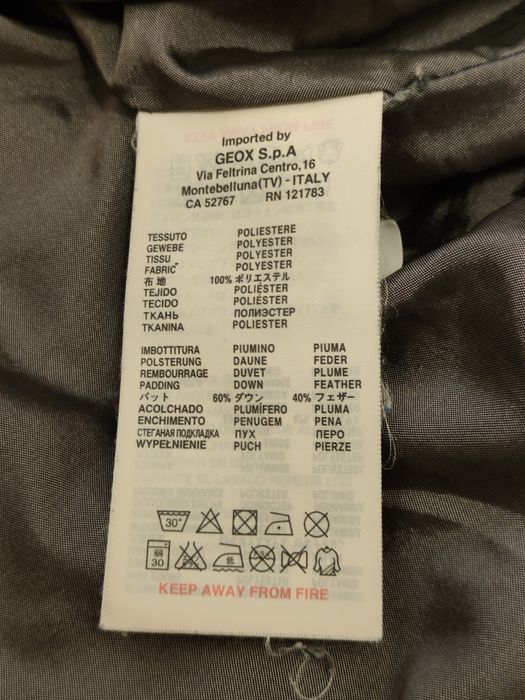 Imported by
GEOX S.p.A
Via Feltrina Centro,16
Montebelluna(TV) - ITALY
CA 52767 RN 121783
TESSUTO POLIESTERE
GEWEBE POLYESTER
TISSU POLYESTER
FABRIC POLYESTER
布 地 100% ポリエステル
TEJIDO POLIÉSTER
TECIDO POLIÉSTER
ТКАНЬ ПОЛИЭСТЕР
TKANINA POLIESTER
IMBOTTITURA PIUMINO PIUMA
POLSTERUNG DAUNE FEDER
REMBOURRAGE DUVET PLUME
PADDING DOWN FEATHER
パット 60% ダウン 40% フェザー
ACOLCHADO PLUMÍFERO PLUMA
ENCHIMENTO PENUGEM PENA
СТЕГАНАЯ ПОДКЛАДКА ПУХ ПЕРО
WYPEŁNIENIE PUCH PIERZE
30°
30 低
KEEP AWAY FROM FIRE